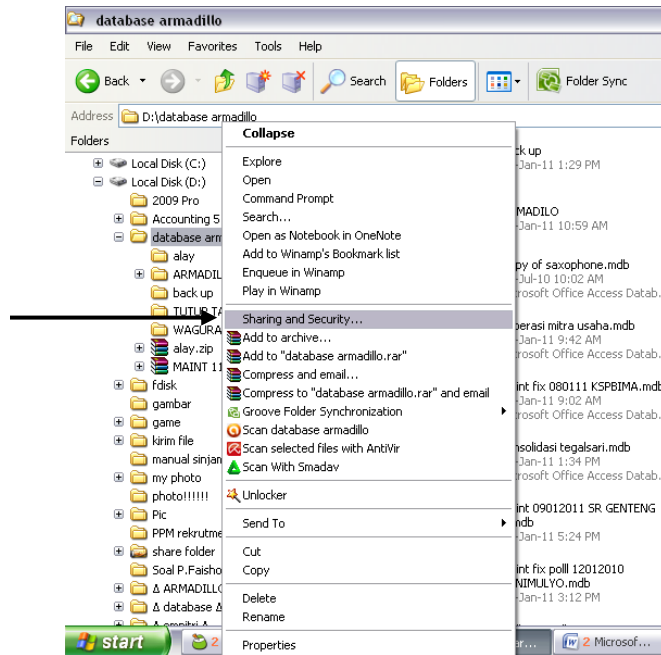 database armadillo
File Edit View Favorites Tools Help
Back Search Folders Folder Sync
Address D:\database armadillo
Folders
Local Disk (C:)
Local Disk (D:)
2009 Pro
Accounting 5
database arm
alay
ARMADIL
back up
TUTUP TA
WAGURA
alay.zip
MAINT 11
fdisk
gambar
game
kirim file
manual sinjam
my photo
photo!!!!!!
Pic
PPM rekrutme
share folder
Soal P.Faisho
Δ ARMADILLO
Δ database Δ
Collapse
Explore
Open
Command Prompt
Search...
Open as Notebook in OneNote
Add to Winamp's Bookmark list
Enqueue in Winamp
Play in Winamp
Sharing and Security...
Add to archive...
Add to "database armadillo.rar"
Compress and email...
Compress to "database armadillo.rar" and email
Groove Folder Synchronization
Scan database armadillo
Scan selected files with AntiVir
Scan With Smadav
Unlocker
Send To
Cut
Copy
Delete
Rename
Properties
ck up
-Jan-11 1:29 PM
MADILO
-Jan-11 10:59 AM
py of saxophone.mdb
-Jul-10 10:02 AM
rosoft Office Access Datab.
perasi mitra usaha.mdb
-Jan-11 9:42 AM
rosoft Office Access Datab.
int fix 080111 KSPBIMA.mdb
-Jan-11 9:02 AM
rosoft Office Access Datab.
nsolidasi tegalsari.mdb
-Jan-11 1:34 PM
rosoft Office Access Datab.
int 09012011 SR GENTENG
mdb
-Jan-11 5:24 PM
int fix polll 12012010
NIMULYO.mdb
-Jan-11 3:12 PM
start 2 ar... 2 Microsof...